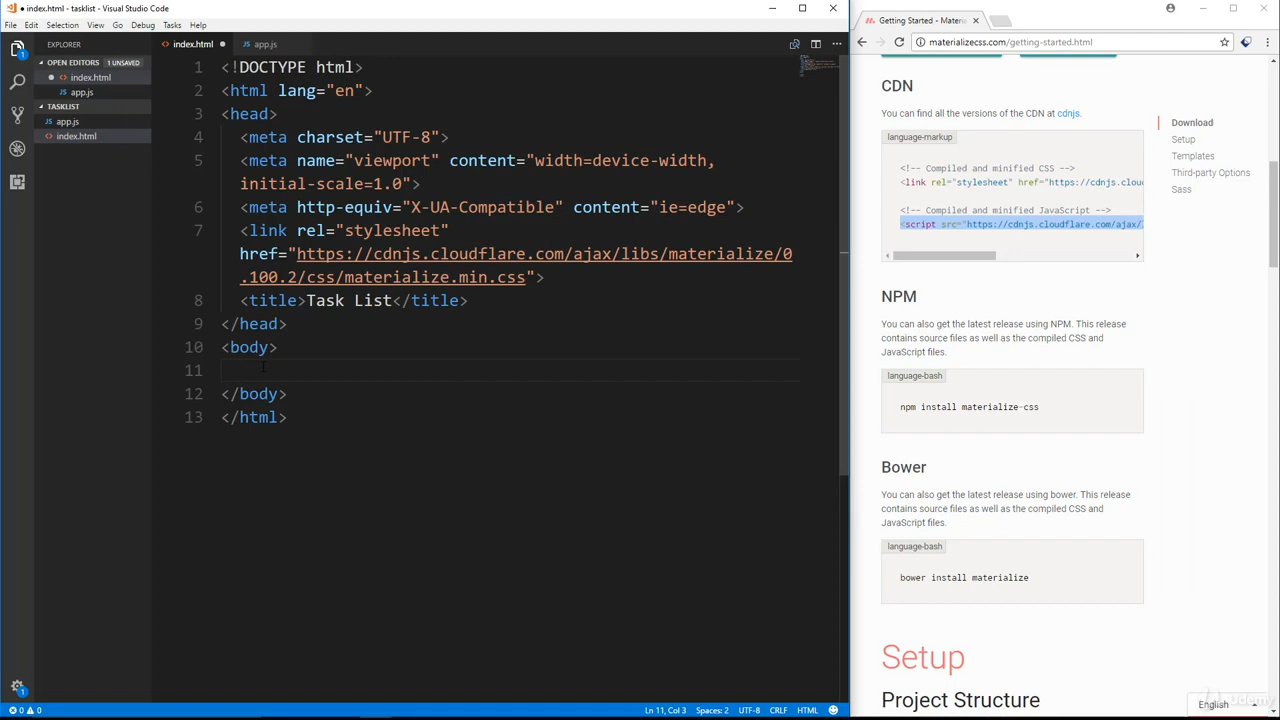 ● index.html - tasklist - Visual Studio Code
File Edit Selection View Go Debug Tasks Help
EXPLORER
OPEN EDITORS 1 UNSAVED
index.html
app.js
TASKLIST
app.js
index.html
1
1
index.html ●
app.js
1 <!DOCTYPE html>
2 <html lang="en">
3 <head>
4 <meta charset="UTF-8">
5 <meta name="viewport" content="width=device-width,
initial-scale=1.0">
6 <meta http-equiv="X-UA-Compatible" content="ie=edge">
7 <link rel="stylesheet"
href="https://cdnjs.cloudflare.com/ajax/libs/materialize/0
.100.2/css/materialize.min.css">
8 <title>Task List</title>
9 </head>
10 <body>
11
12 </body>
13 </html>
0 0
Ln 11, Col 3 Spaces: 2 UTF-8 CRLF HTML
Getting Started - Materia
materializecss.com/getting-started.html
CDN
You can find all the versions of the CDN at cdnjs.
language-markup
<!-- Compiled and minified CSS -->
<link rel="stylesheet" href="https://cdnjs.clou
<!-- Compiled and minified JavaScript -->
<script src="https://cdnjs.cloudflare.com/ajax/
NPM
You can also get the latest release using NPM. This release
contains source files as well as the compiled CSS and
JavaScript files.
language-bash
npm install materialize-css
Bower
You can also get the latest release using bower. This release
contains source files as well as the compiled CSS and
JavaScript files.
language-bash
bower install materialize
Setup
Project Structure
Download
Setup
Templates
Third-party Options
Sass
English
Udemy